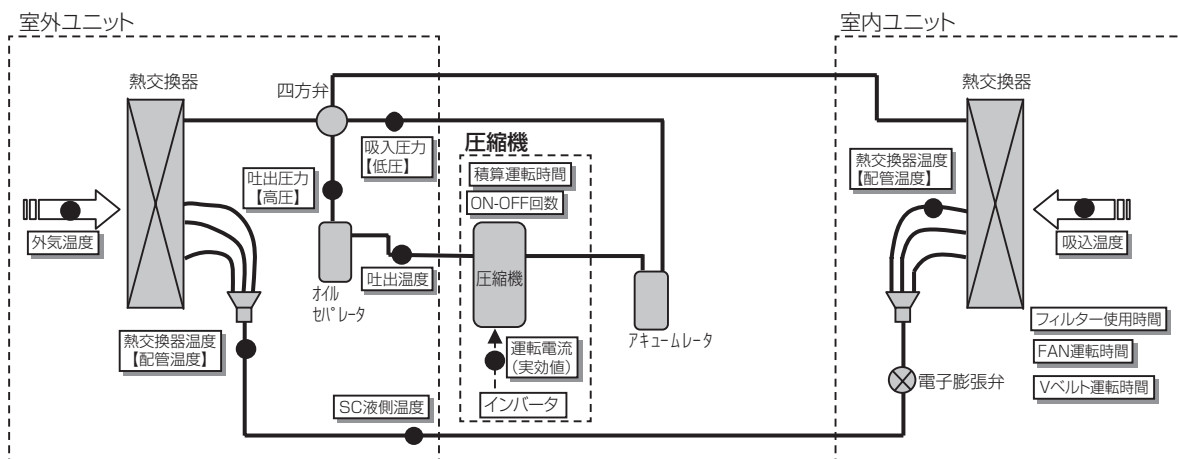 室外ユニット
室内ユニット
熱交換器
四方弁
吸入圧力
【低圧】
吐出圧力
【高圧】
外気温度
オイル
セパレータ
吐出温度
熱交換器温度
【配管温度】
SC液側温度
圧縮機
積算運転時間
ON-OFF回数
圧縮機
運転電流
(実効値)
インバータ
アキュームレータ
熱交換器
熱交換器温度
【配管温度】
吸込温度
フィルター使用時間
FAN運転時間
Vベルト運転時間
電子膨張弁